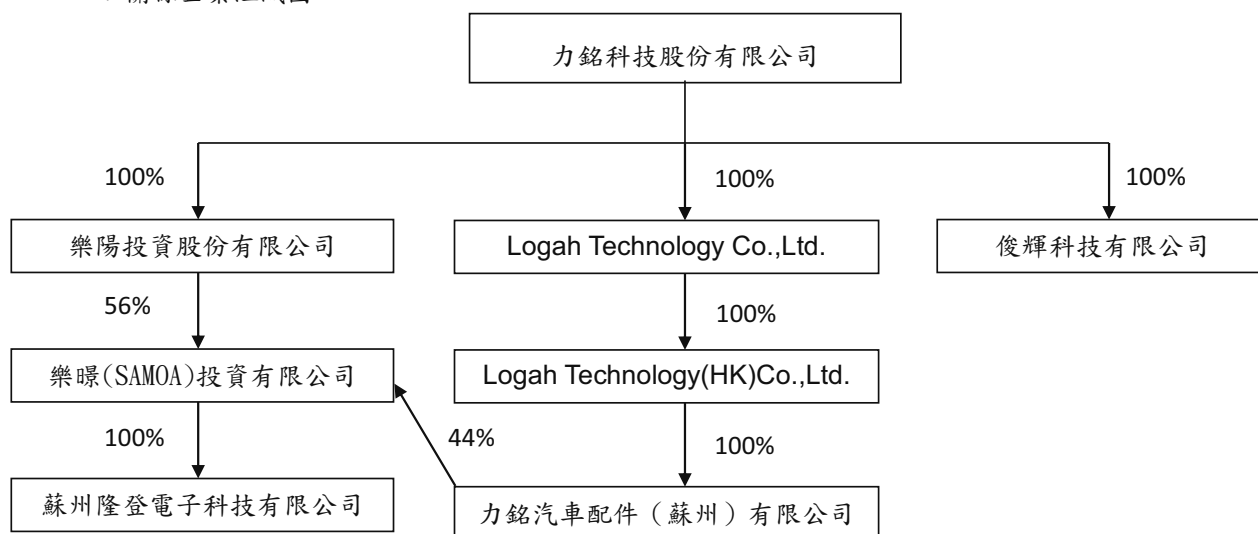 力銘科技股份有限公司
100%
100%
100%
樂陽投資股份有限公司
Logah Technology Co.,Ltd.
俊輝科技有限公司
56%
100%
樂暻(SAMOA)投資有限公司
Logah Technology(HK)Co.,Ltd.
100%
44%
100%
蘇州隆登電子科技有限公司
力銘汽車配件（蘇州）有限公司